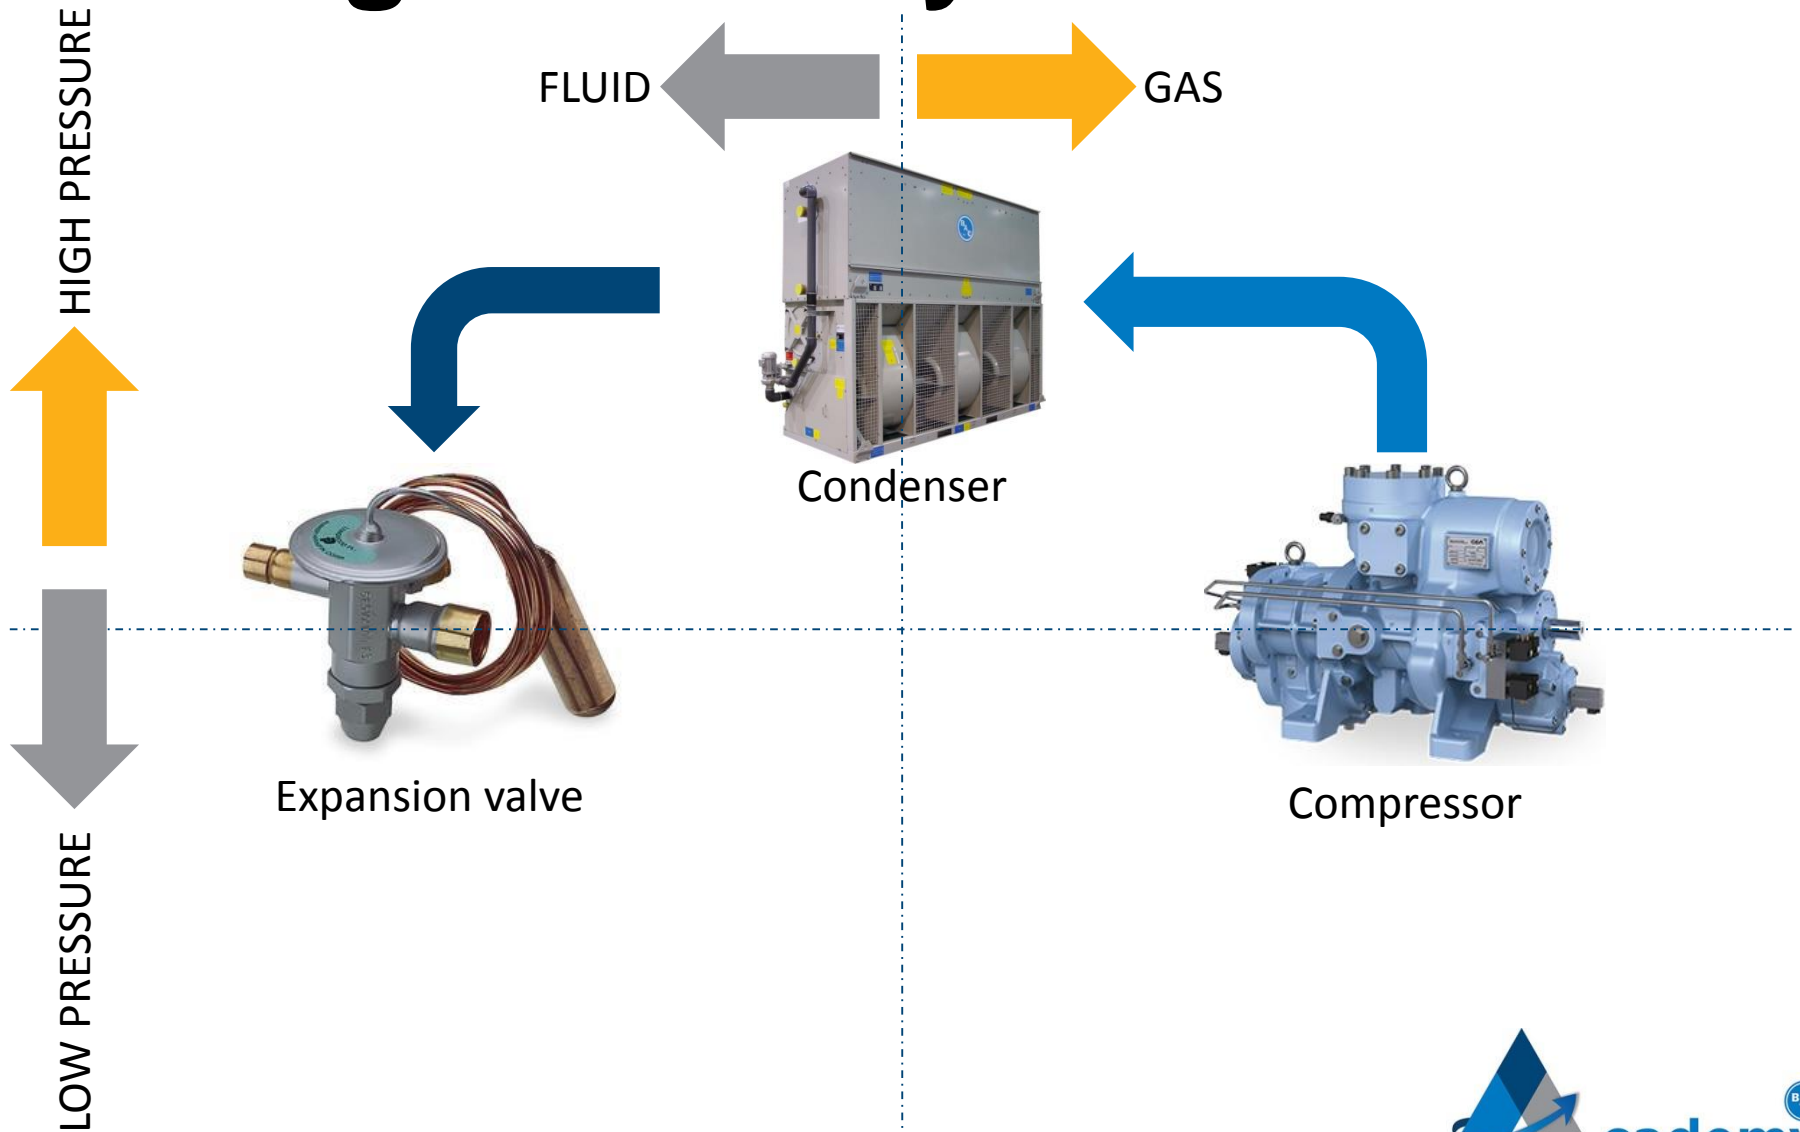 HIGH PRESSURE
FLUID
GAS
Condenser
Expansion valve
Compressor
LOW PRESSURE